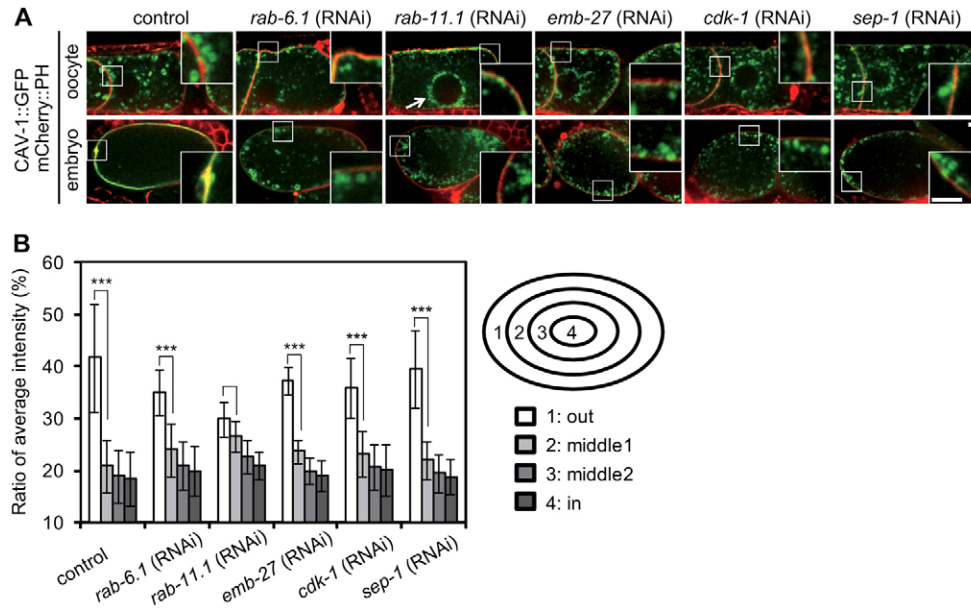 A
control
rab-6.1 (RNAi)
rab-11.1 (RNAi)
emb-27 (RNAi)
cdk-1 (RNAi)
sep-1 (RNAi)
CAV-1::GFP
mCherry::PH
oocyte
embryo
B
Ratio of average intensity (%)
60
50
40
30
20
10
***
***
***
***
***
control
rab-6.1 (RNAi)
rab-11.1 (RNAi)
emb-27 (RNAi)
cdk-1 (RNAi)
sep-1 (RNAi)
1 2 3 4
1: out
2: middle1
3: middle2
4: in